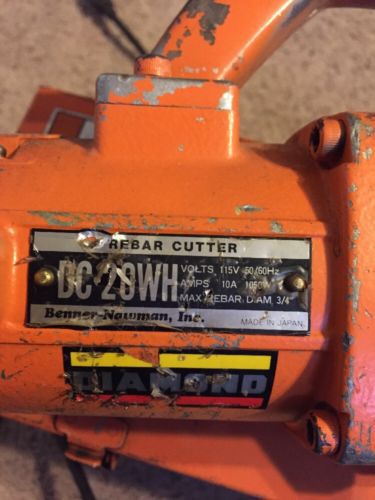 REBAR CUTTER
DC-20WH VOLTS 115V 50/60Hz
AMPS 10A 1050W
MAX REBAR DIAM. 3/4"
Benner-Nawman, Inc. MADE IN JAPAN
DIAMOND